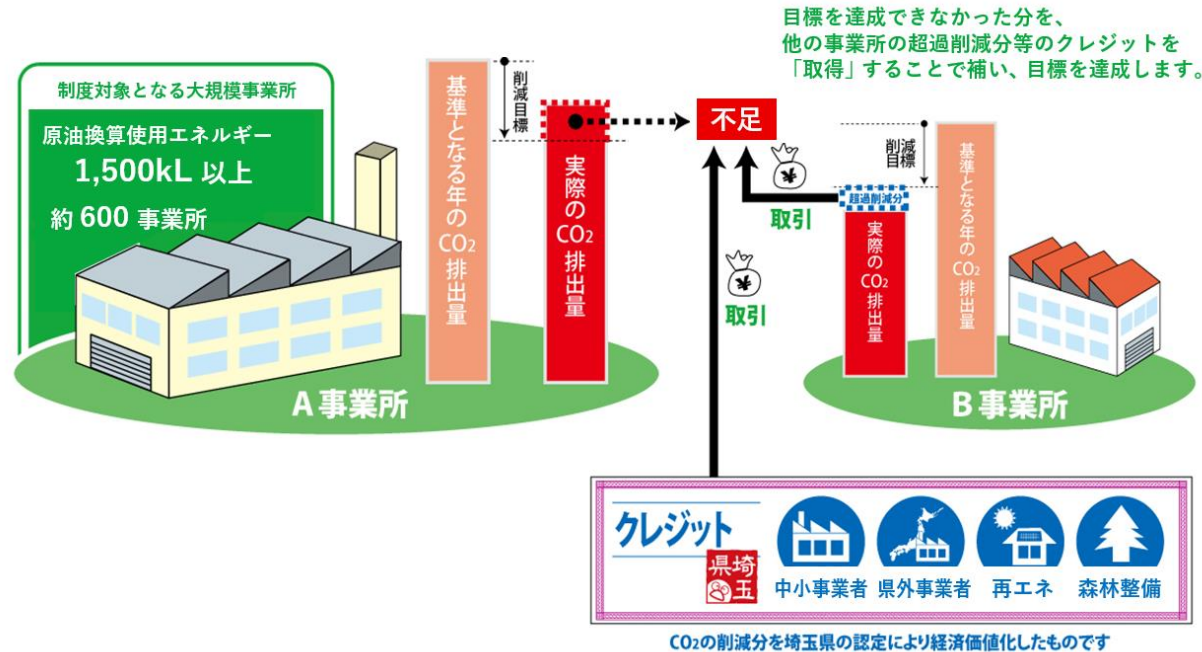 目標を達成できなかった分を、
他の事業所の超過削減分等のクレジットを
「取得」することで補い、目標を達成します。
制度対象となる大規模事業所
原油換算使用エネルギー
1,500kL 以上
約 600 事業所
基準となる年のCO₂排出量
削減目標
実際のCO₂排出量
A事業所
不足
取引
取引
削減
目標
超過削減分
実際のCO₂排出量
基準となる年のCO₂排出量
B事業所
クレジット
埼玉県
中小事業者
県外事業者
再エネ
森林整備
CO₂の削減分を埼玉県の認定により経済価値化したものです